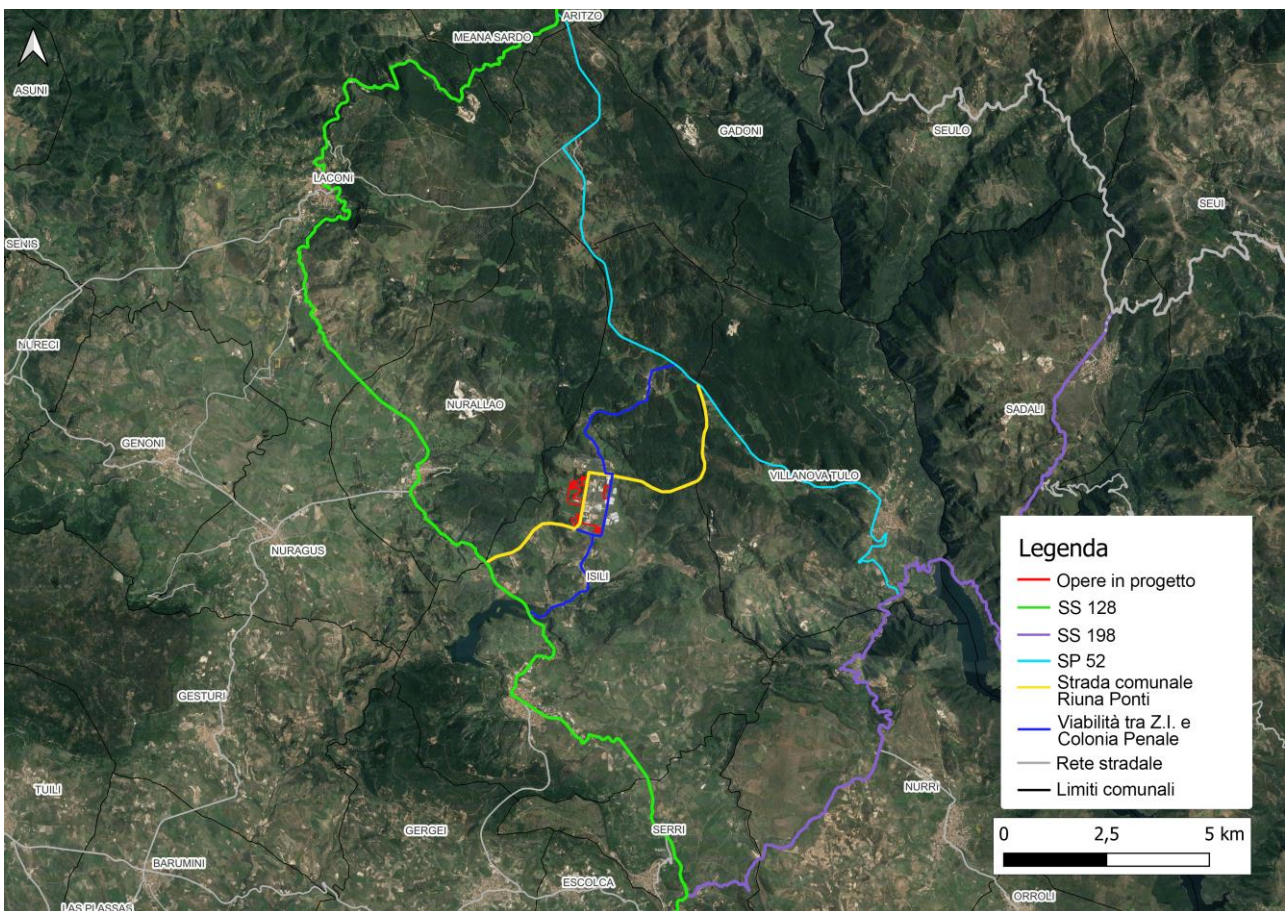 ARITZO
MEANA SARDO
ASUNI
GADONI
SEULO
LACONI
SEUI
SENIS
NURECI
SADALI
NURALLAO
GENONI
VILLANOVA TULO
NURAGUS
ISILI
GESTURI
TUILI
NURRI
GERGEI
SERRI
BARUMINI
ESCOLCA
ORROLI
LAS PLASSAS
Legenda
Opere in progetto
SS 128
SS 198
SP 52
Strada comunale
Riuna Ponti
Viabilità tra Z.I. e
Colonia Penale
Rete stradale
Limiti comunali
0 2,5 5 km